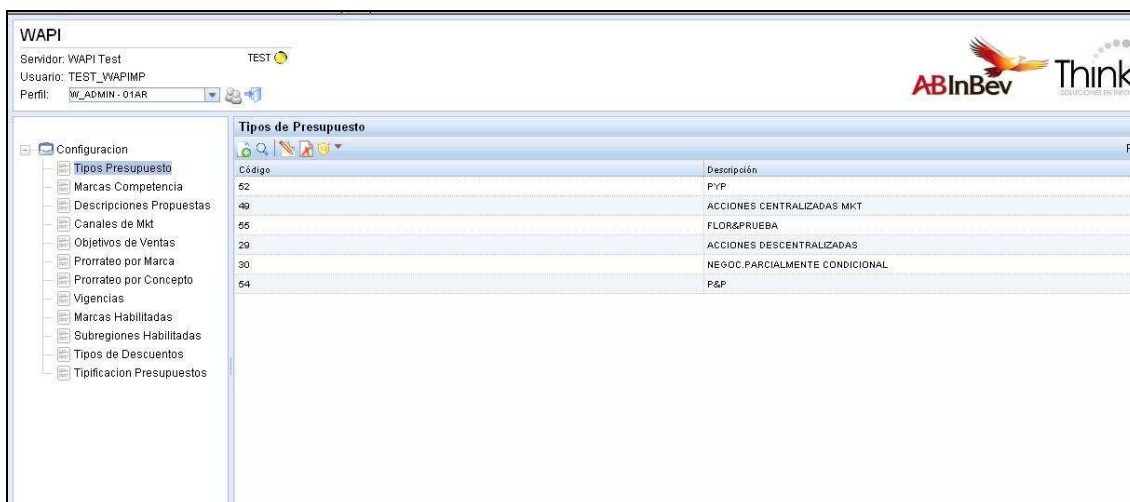 WAPI
Servidor: WAPI Test
TEST
Usuario: TEST_WAPIMP
Perfil: W_ADMIN - 01AR
ABInBev
Think
Configuracion
Tipos Presupuesto
Marcas Competencia
Descripciones Propuestas
Canales de Mkt
Objetivos de Ventas
Prorrateo por Marca
Prorrateo por Concepto
Vigencias
Marcas Habilitadas
Subregiones Habilitadas
Tipos de Descuentos
Tipificacion Presupuestos
Tipos de Presupuesto
Código Descripción
52 PYP
49 ACCIONES CENTRALIZADAS MKT
55 FLOR&PRUEBA
29 ACCIONES DESCENTRALIZADAS
30 NEGOC.PARCIALMENTE CONDICIONAL
54 P&P